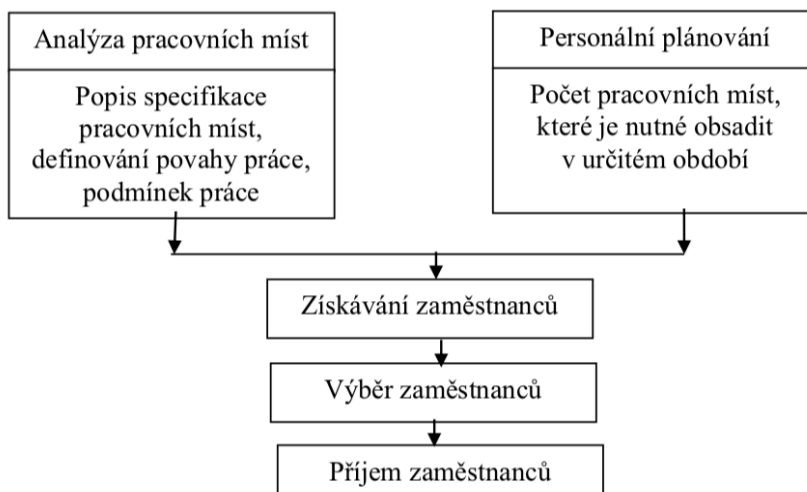 Analýza pracovních míst
Popis specifikace
pracovních míst,
definování povahy práce,
podmínek práce
Personální plánování
Počet pracovních míst,
které je nutné obsadit
v určitém období
Získávání zaměstnanců
Výběr zaměstnanců
Příjem zaměstnanců